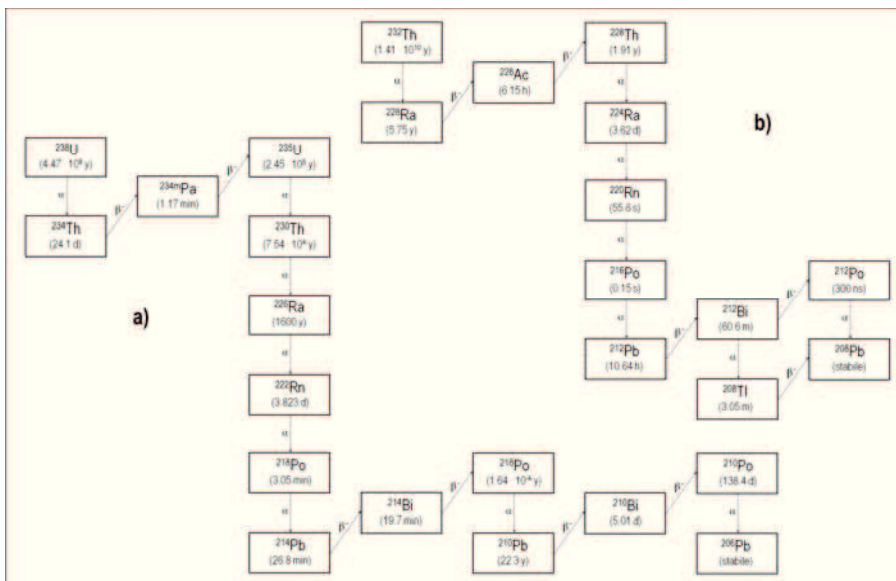 ²³⁸U
(4.47 · 10⁹ y)
α
²³⁴Th
(24.1 d)
β⁻
²³⁴ᵐPa
(1.17 min)
β⁻
²³⁵U
(2.45 · 10⁵ y)
α
²³⁰Th
(7.54 · 10⁴ y)
α
²²⁶Ra
(1600 y)
α
²²²Rn
(3.823 d)
α
²¹⁸Po
(3.05 min)
α
²¹⁴Pb
(26.8 min)
β⁻
²¹⁴Bi
(19.7 min)
β⁻
²¹⁸Po
(1.64 · 10⁻⁴ y)
α
²¹⁰Pb
(22.3 y)
β⁻
²¹⁰Bi
(5.01 d)
β⁻
²¹⁰Po
(138.4 d)
α
²⁰⁶Pb
(stabile)
a)
²³²Th
(1.41 · 10¹⁰ y)
α
²²⁸Ra
(5.75 y)
β⁻
²²⁸Ac
(6.15 h)
β⁻
²²⁸Th
(1.91 y)
α
²²⁴Ra
(3.62 d)
α
²²⁰Rn
(55.6 s)
α
²¹⁶Po
(0.15 s)
α
²¹²Pb
(10.64 h)
β⁻
²¹²Bi
(60.6 m)
β⁻
²¹²Po
(300 ns)
α
α
²⁰⁸Tl
(3.05 m)
β⁻
²⁰⁸Pb
(stabile)
b)